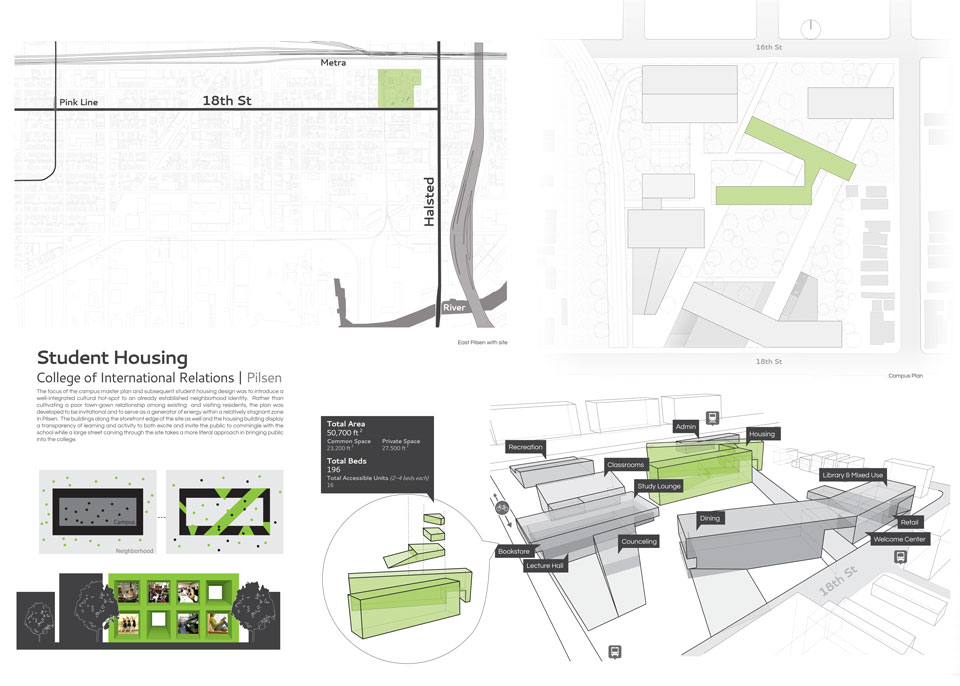 Metra
Pink Line
18th St
Halsted
River
East Pilsen with site
16th St
18th St
Campus Plan
Student Housing
College of International Relations | Pilsen
The focus of the campus master plan and subsequent student housing design was to introduce a
well-integrated cultural hot-spot to an already established neighborhood identity. Rather than
cultivating a poor town-gown relationship among existing and visiting residents, the plan was
developed to be invitational and to serve as a generator of energy within a relatively stagnant zone
in Pilsen. The buildings along the storefront edge of the site as well and the housing building display
a transparency of learning and activity to both excite and invite the public to commingle with the
school while a large street carving through the site takes a more literal approach in bringing public
into the college.
Campus
Neighborhood
Total Area
50,700 ft²
Common Space Private Space
23,200 ft² 27,500 ft²
Total Beds
196
Total Accessible Units (2-4 beds each)
16
Admin
Housing
Recreation
Classrooms
Study Lounge
Library & Mixed Use
Dining
Retail
Welcome Center
Counceling
Bookstore
Lecture Hall
18th St